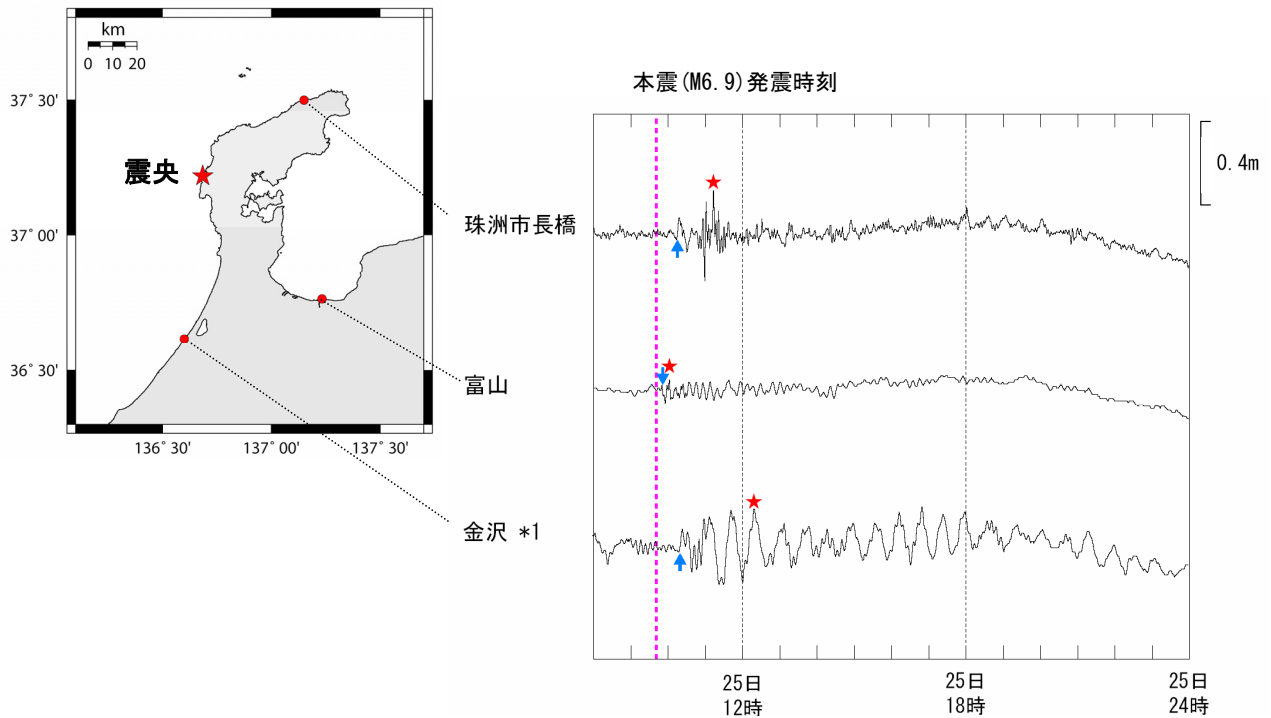 km
0 10 20
37° 30'
37° 00'
36° 30'
136° 30'
137° 00'
137° 30'
震央
珠洲市長橋
富山
金沢 *1
本震(M6.9)発震時刻
0.4m
25日
12時
25日
18時
25日
24時